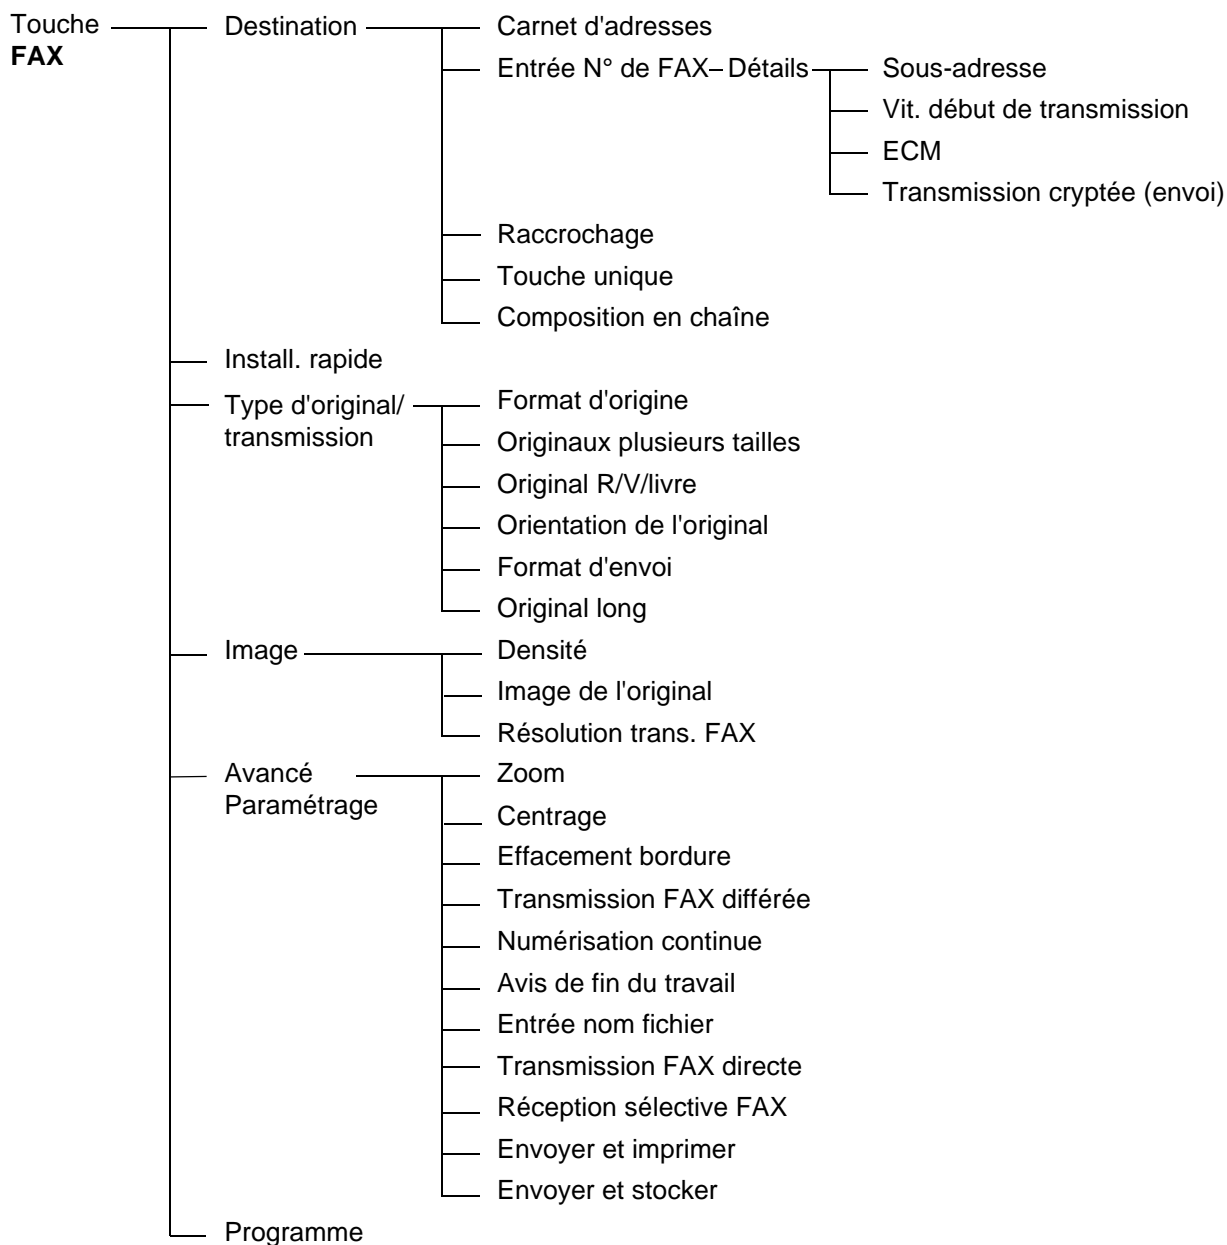 Touche
FAX
Destination
Carnet d'adresses
Entrée N° de FAX
Détails
Sous-adresse
Vit. début de transmission
ECM
Transmission cryptée (envoi)
Raccrochage
Touche unique
Composition en chaîne
Install. rapide
Type d'original/
transmission
Format d'origine
Originaux plusieurs tailles
Original R/V/livre
Orientation de l'original
Format d'envoi
Original long
Image
Densité
Image de l'original
Résolution trans. FAX
Avancé
Paramétrage
Zoom
Centrage
Effacement bordure
Transmission FAX différée
Numérisation continue
Avis de fin du travail
Entrée nom fichier
Transmission FAX directe
Réception sélective FAX
Envoyer et imprimer
Envoyer et stocker
Programme